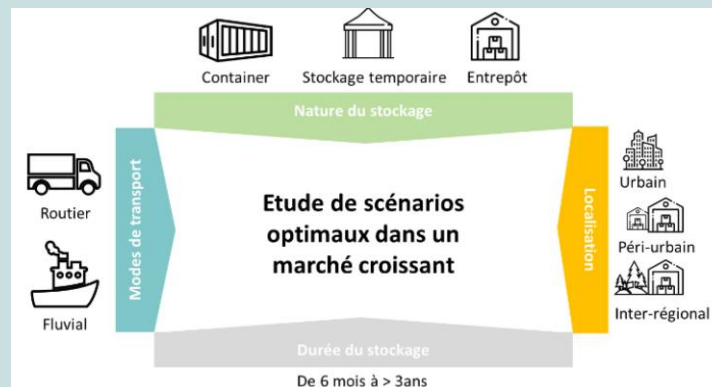 Container
Stockage temporaire
Entrepôt
Nature du stockage
Modes de transport
Routier
Fluvial
Etude de scénarios
optimaux dans un
marché croissant
Localisation
Urbain
Péri-urbain
Inter-régional
Durée du stockage
De 6 mois à > 3ans